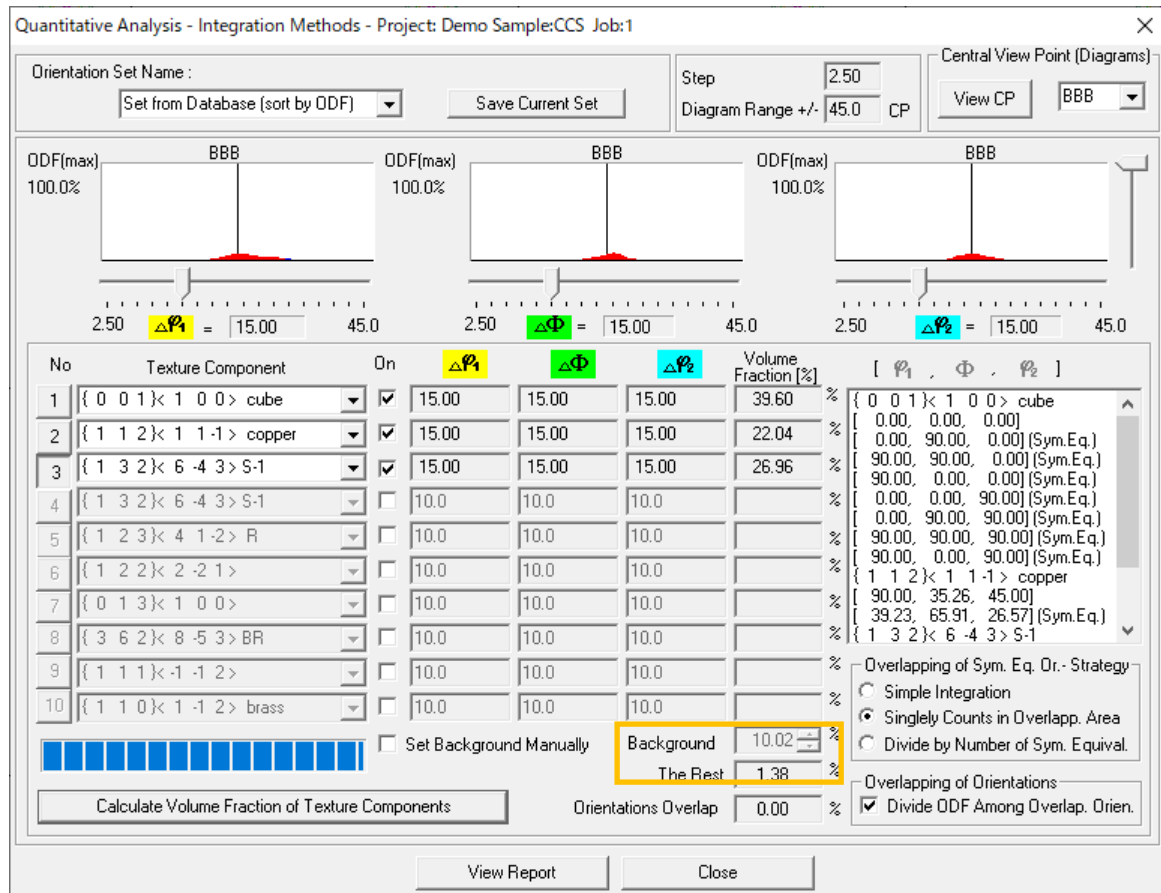 Quantitative Analysis - Integration Methods - Project: Demo Sample:CCS Job:1
Orientation Set Name :
Set from Database (sort by ODF)
Save Current Set
Step 2.50
Diagram Range +/- 45.0 CP
Central View Point (Diagrams)
View CP
BBB
ODF(max)
100.0%
BBB
ODF(max)
100.0%
BBB
ODF(max)
100.0%
BBB
2.50 △φ1 = 15.00 45.0
2.50 △Φ = 15.00 45.0
2.50 △φ2 = 15.00 45.0
No Texture Component On △φ1 △Φ △φ2 Volume Fraction [%]
1 { 0 0 1}< 1 0 0> cube 15.00 15.00 15.00 39.60 %
2 { 1 1 2}< 1 1 -1> copper 15.00 15.00 15.00 22.04 %
3 { 1 3 2}< 6 -4 3> S-1 15.00 15.00 15.00 26.96 %
4 { 1 3 2}< 6 -4 3> S-1 10.0 10.0 10.0 %
5 { 1 2 3}< 4 1 -2> R 10.0 10.0 10.0 %
6 { 1 2 2}< 2 -2 1> 10.0 10.0 10.0 %
7 { 0 1 3}< 1 0 0> 10.0 10.0 10.0 %
8 { 3 6 2}< 8 -5 3> BR 10.0 10.0 10.0 %
9 { 1 1 1}< -1 -1 2> 10.0 10.0 10.0 %
10 { 1 1 0}< 1 -1 2> brass 10.0 10.0 10.0 %
[ φ1 , Φ , φ2 ]
{ 0 0 1}< 1 0 0> cube
[ 0.00, 0.00, 0.00]
[ 0.00, 90.00, 0.00] (Sym.Eq.)
[ 90.00, 90.00, 0.00] (Sym.Eq.)
[ 90.00, 0.00, 0.00] (Sym.Eq.)
[ 0.00, 0.00, 90.00] (Sym.Eq.)
[ 0.00, 90.00, 90.00] (Sym.Eq.)
[ 90.00, 90.00, 90.00] (Sym.Eq.)
[ 90.00, 0.00, 90.00] (Sym.Eq.)
{ 1 1 2}< 1 1 -1> copper
[ 90.00, 35.26, 45.00]
[ 39.23, 65.91, 26.57] (Sym.Eq.)
{ 1 3 2}< 6 -4 3> S-1
Set Background Manually
Background 10.02 %
The Rest 1.38 %
Orientations Overlap 0.00 %
Calculate Volume Fraction of Texture Components
Overlapping of Sym. Eq. Or.- Strategy
Simple Integration
Singlely Counts in Overlapp. Area
Divide by Number of Sym. Equival.
Overlapping of Orientations
Divide ODF Among Overlap. Orien.
View Report
Close